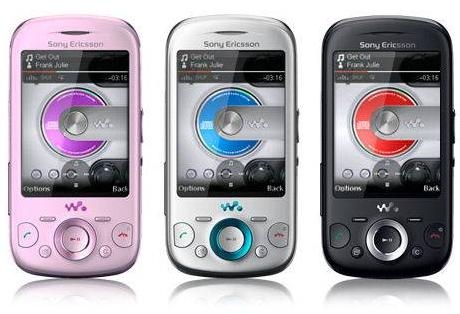 Sony Ericsson
Get Out
Frank Julie
-03:16
Options Back
C
Sony Ericsson
Get Out
Frank Julie
-03:16
Options Back
C
Sony Ericsson
Get Out
Frank Julie
-03:16
Options Back
C